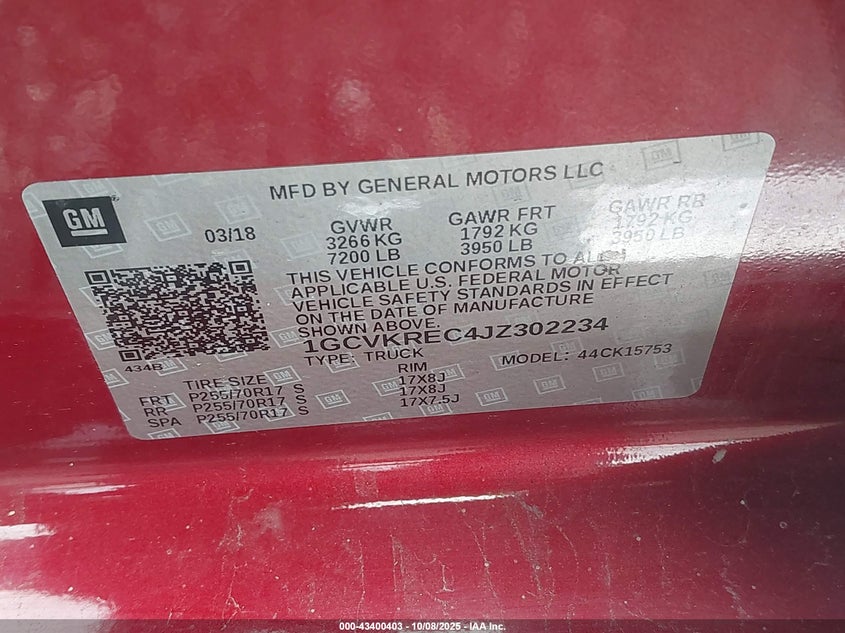 MFD BY GENERAL MOTORS LLC
GM
03/18 GVWR GAWR FRT GAWR RR
3266 KG 1792 KG 1792 KG
7200 LB 3950 LB 3950 LB
THIS VEHICLE CONFORMS TO ALL
APPLICABLE U.S. FEDERAL MOTOR
VEHICLE SAFETY STANDARDS IN EFFECT
ON THE DATE OF MANUFACTURE
SHOWN ABOVE.
1GCVKREC4JZ302234
434B TYPE: TRUCK MODEL: 44CK15753
TIRE SIZE RIM
FRT P255/70R17 S 17X8J
RR P255/70R17 S 17X8J
SPA P255/70R17 S 17X7.5J
000-43400403 | 10/08/2025 - IAA Inc.